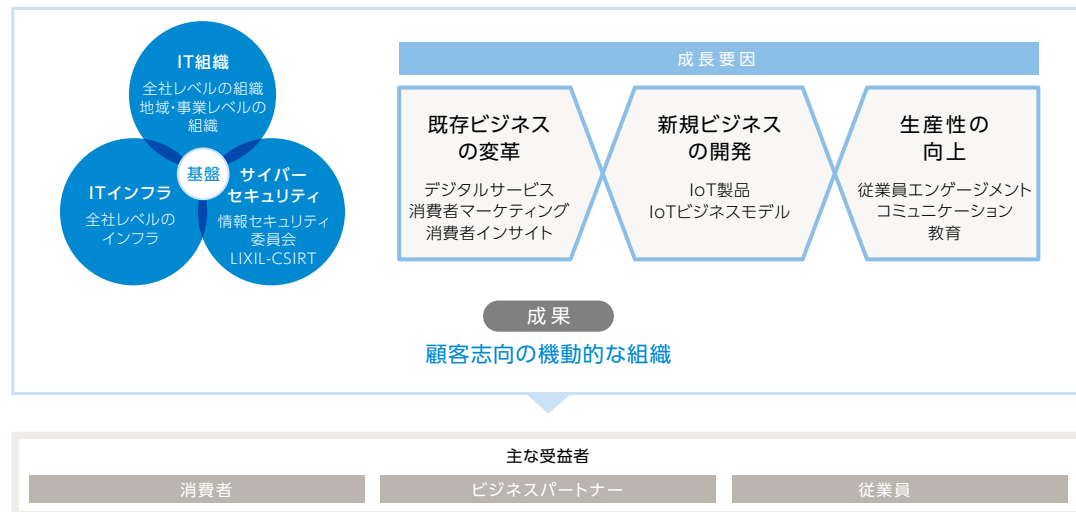 IT組織
全社レベルの組織
地域・事業レベルの
組織
基盤
ITインフラ
全社レベルの
インフラ
サイバー
セキュリティ
情報セキュリティ
委員会
LIXIL-CSIRT
成長要因
既存ビジネス
の変革
デジタルサービス
消費者マーケティング
消費者インサイト
新規ビジネス
の開発
IoT製品
IoTビジネスモデル
生産性の
向上
従業員エンゲージメント
コミュニケーション
教育
成果
顧客志向の機動的な組織
主な受益者
消費者
ビジネスパートナー
従業員